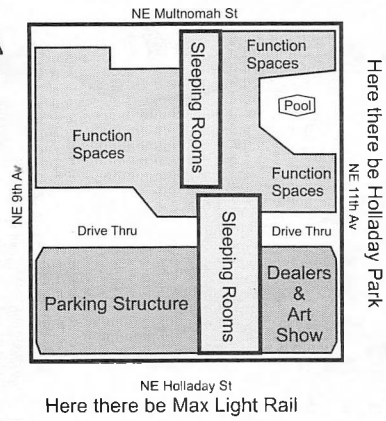 NE Multnomah St
Sleeping Rooms
Function
Spaces
Pool
Function
Spaces
Function
Spaces
NE 9th Av
NE 11th Av
Here there be Holladay Park
Drive Thru
Sleeping Rooms
Drive Thru
Parking Structure
Dealers
&
Art
Show
NE Holladay St
Here there be Max Light Rail